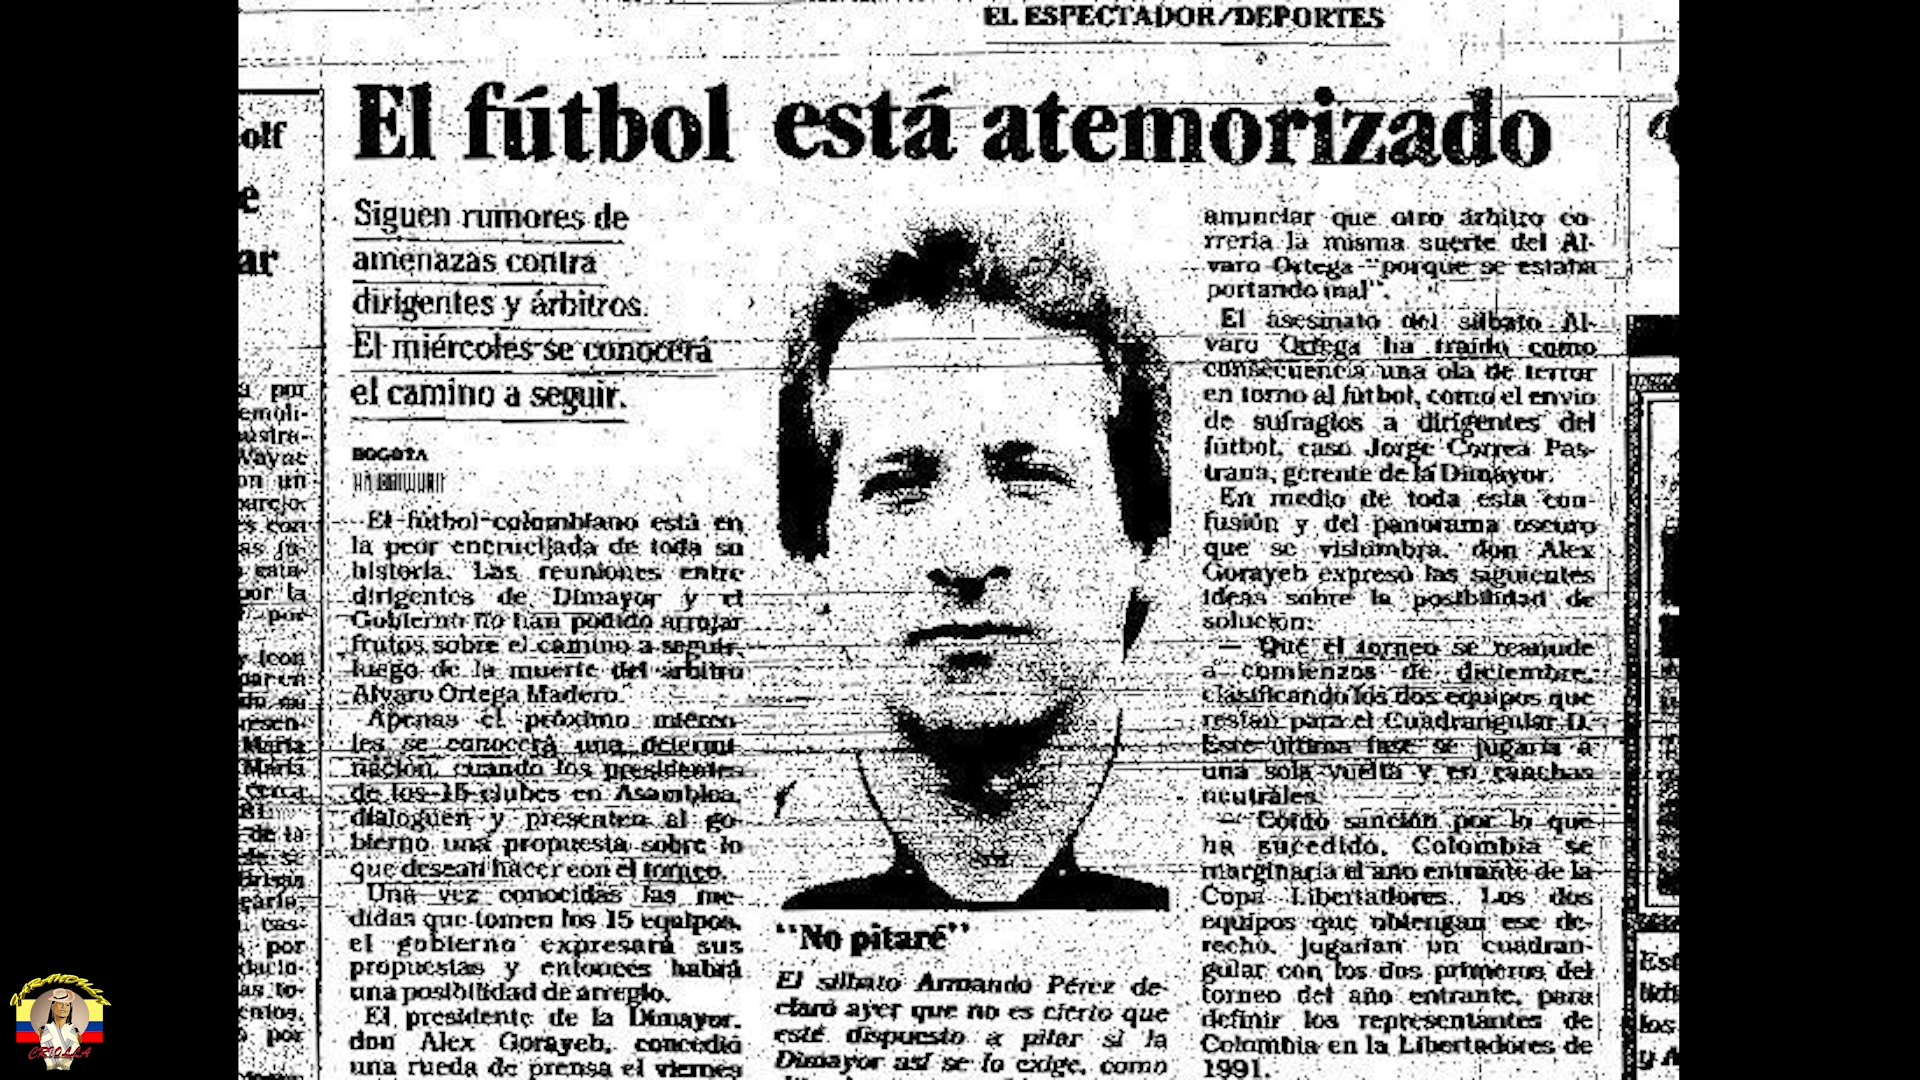 EL ESPECTADOR/DEPORTES
El fútbol está atemorizado
Siguen rumores de
amenazas contra
dirigentes y árbitros.
El miércoles se conocerá
el camino a seguir.
BOGOTA
El fútbol colombiano está en
la peor encrucijada de toda su
historia. Las reuniones entre
dirigentes de Dimayor y el
Gobierno no han podido arrojar
frutos sobre el camino a seguir,
luego de la muerte del árbitro
Alvaro Ortega Madero.
Apenas el próximo miérco-
les se conocerá una determi-
nación, cuando los presidentes
de los 15 clubes en Asamblea,
dialoguen y presenten al go-
bierno una propuesta sobre lo
que desean hacer con el torneo.
Una vez conocidas las me-
didas que tomen los 15 equipos,
el gobierno expresará sus
propuestas y entonces habrá
una posibilidad de arreglo.
El presidente de la Dimayor,
don Alex Gorayeb, concedió
una rueda de prensa el viernes
"No pitaré"
El silbato Armando Pérez de-
claró ayer que no es cierto que
esté dispuesto a pitar si la
Dimayor así se lo exige, como
anunciar que otro árbitro co-
rrería la misma suerte del Al-
varo Ortega "porque se estaba
portando mal".
El asesinato del silbato Al-
varo Ortega ha traído como
consecuencia una ola de terror
en torno al fútbol, como el envío
de sufragios a dirigentes del
fútbol, caso Jorge Correa Pas-
trana, gerente de la Dimayor.
En medio de toda esta con-
fusión y del panorama oscuro
que se vislumbra, don Alex
Gorayeb expresó las siguientes
ideas sobre la posibilidad de
solución:
— Que el torneo se reanude
a comienzos de diciembre,
clasificando los dos equipos que
restan para el Cuadrangular D.
Este última fase se jugaría a
una sola vuelta y en canchas
neutrales.
— Como sanción por lo que
ha sucedido, Colombia se
marginaría el año entrante de la
Copa Libertadores. Los dos
equipos que obtengan ese de-
recho, jugarían un cuadran-
gular con los dos primeros del
torneo del año entrante, para
definir los representantes de
Colombia en la Libertadores de
1991.
FARANDULA
CRIOLLA